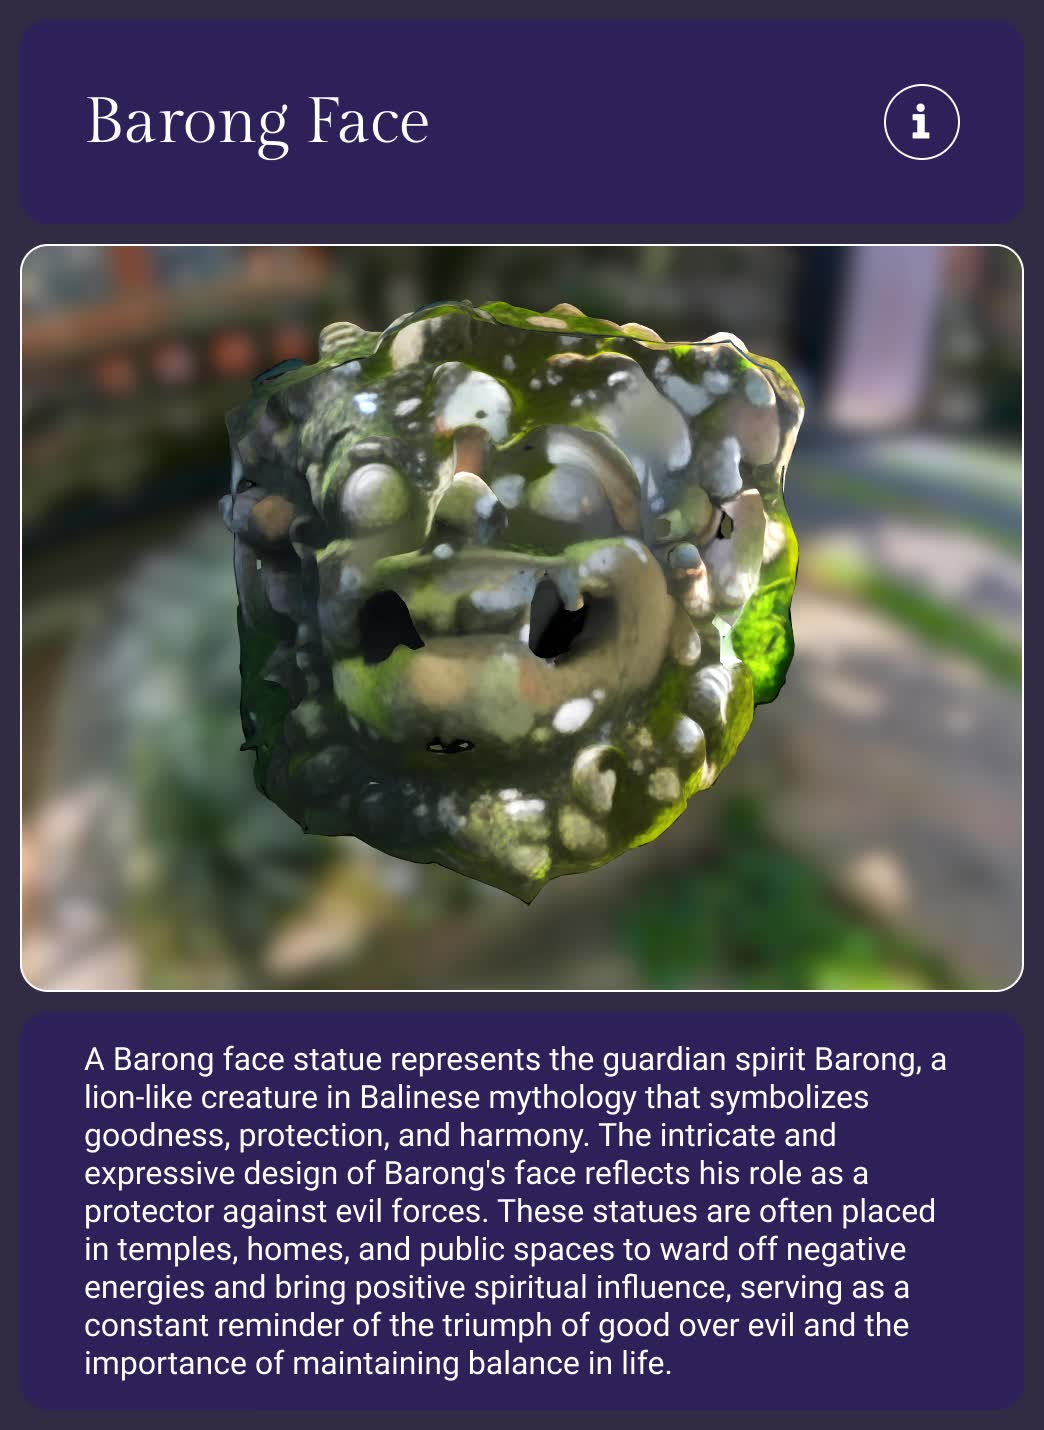 Barong Face
i
A Barong face statue represents the guardian spirit Barong, a
lion-like creature in Balinese mythology that symbolizes
goodness, protection, and harmony. The intricate and
expressive design of Barong's face reflects his role as a
protector against evil forces. These statues are often placed
in temples, homes, and public spaces to ward off negative
energies and bring positive spiritual influence, serving as a
constant reminder of the triumph of good over evil and the
importance of maintaining balance in life.